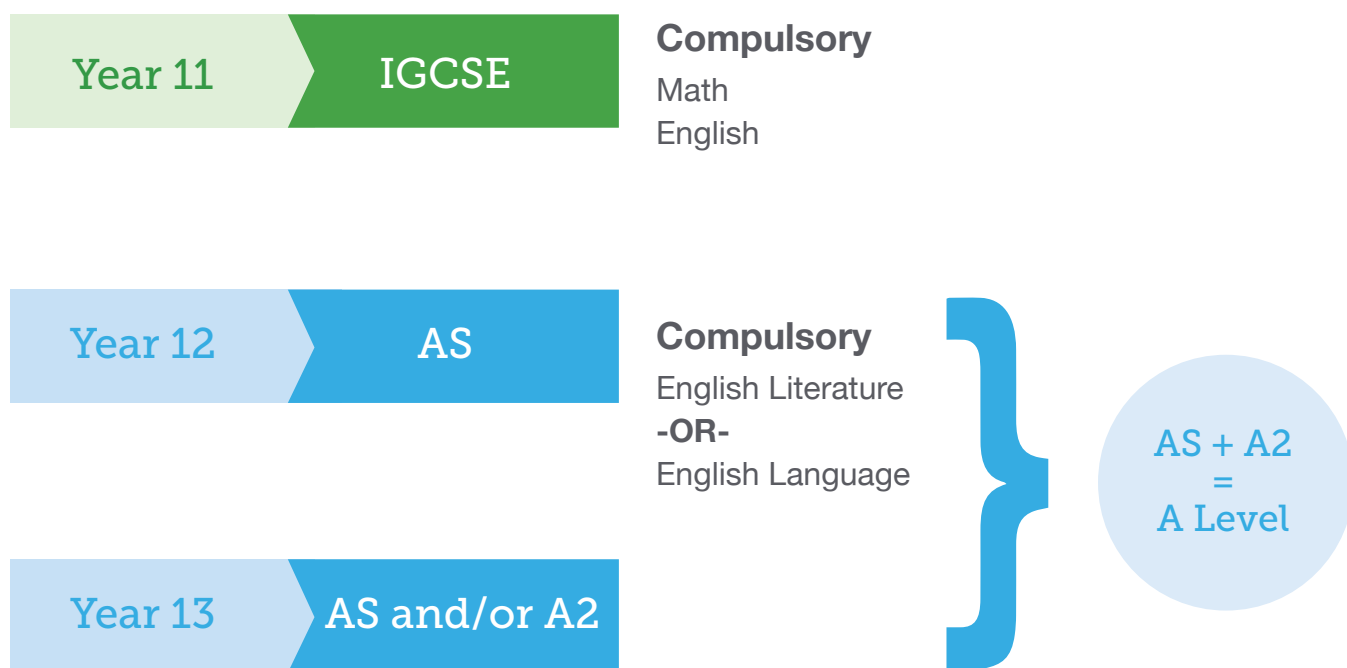 Year 11
IGCSE
Compulsory
Math
English
Year 12
AS
Compulsory
English Literature
-OR-
English Language
Year 13
AS and/or A2
AS + A2
=
A Level